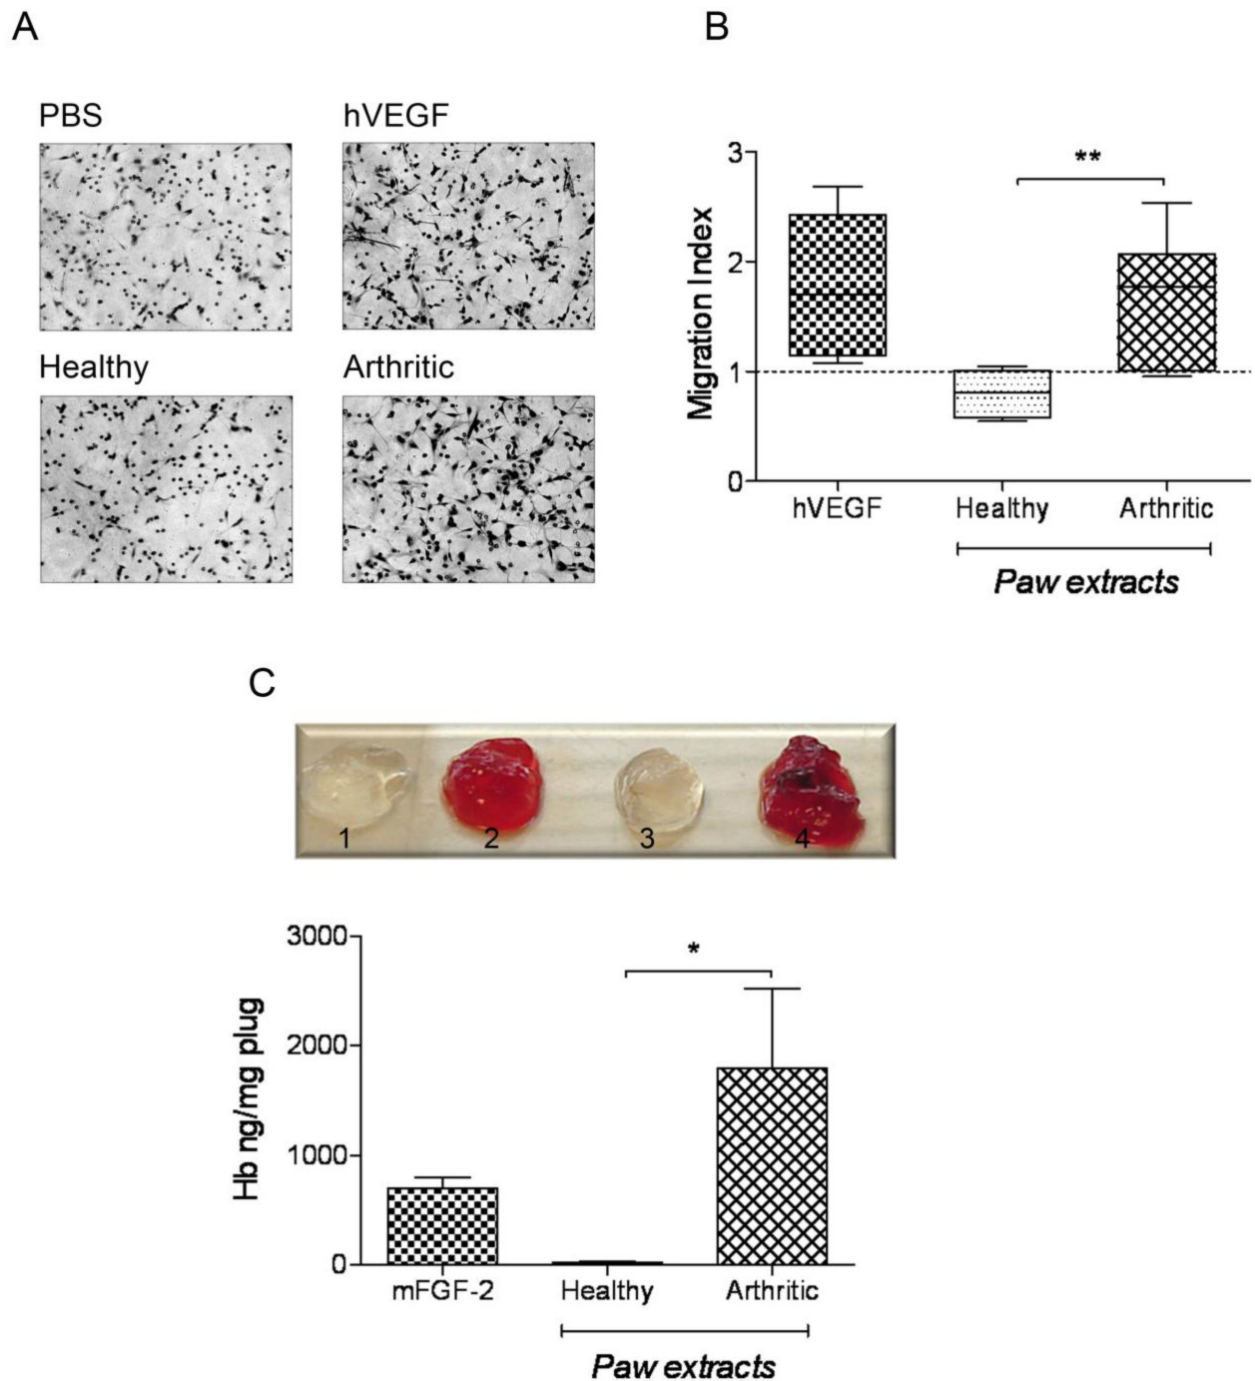 A
PBS
hVEGF
Healthy
Arthritic
B
Migration Index
3
2
1
0
**
hVEGF
Healthy
Arthritic
Paw extracts
C
1
2
3
4
Hb ng/mg plug
3000
2000
1000
0
*
mFGF-2
Healthy
Arthritic
Paw extracts